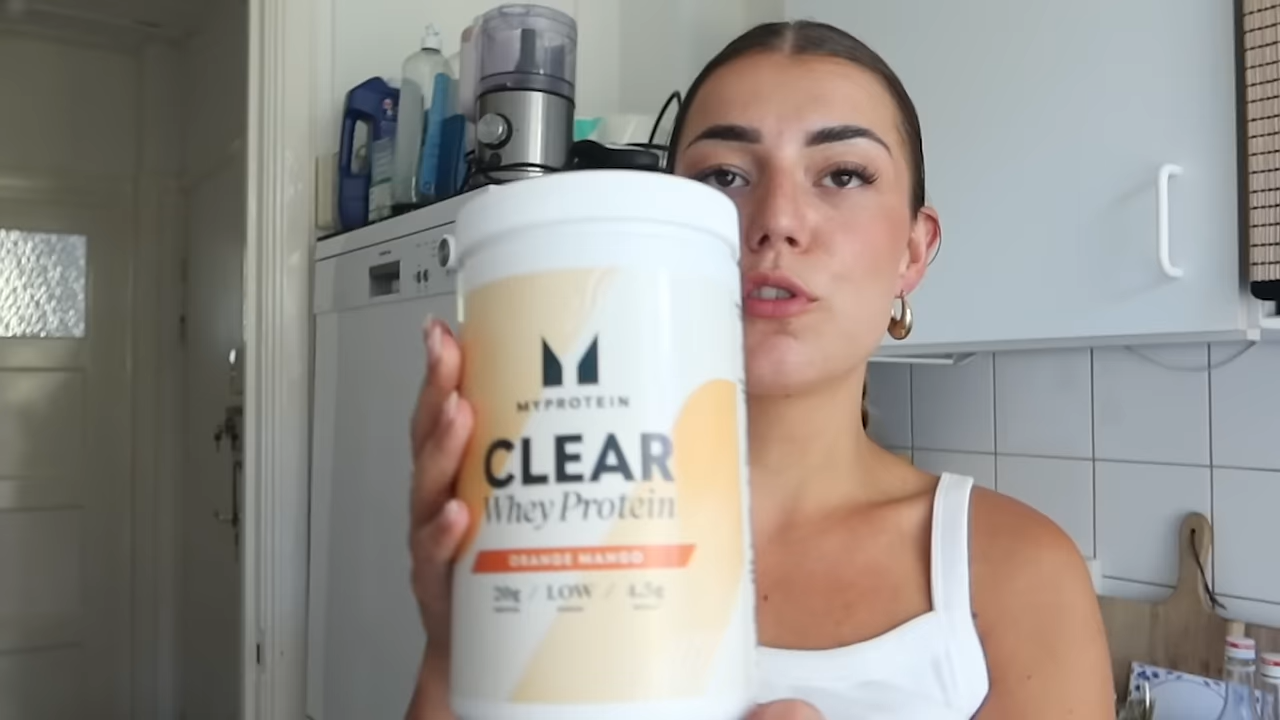 MYPROTEIN
CLEAR
Whey Protein
ORANGE MANGO
20g / LOW / 4.5g